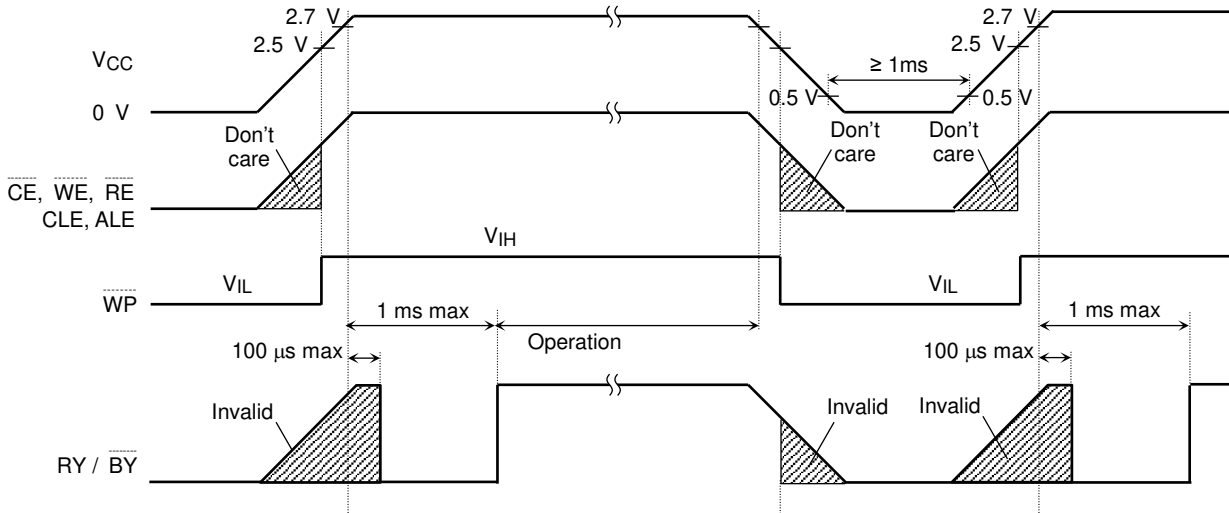 2.7 V
2.5 V
VCC
0 V
≥ 1ms
0.5 V
0.5 V
2.7 V
2.5 V
Don't care
Don't care
Don't care
CE, WE, RE
CLE, ALE
VIH
VIL
VIL
WP
1 ms max
Operation
1 ms max
100 µs max
100 µs max
Invalid
Invalid
Invalid
RY / BY